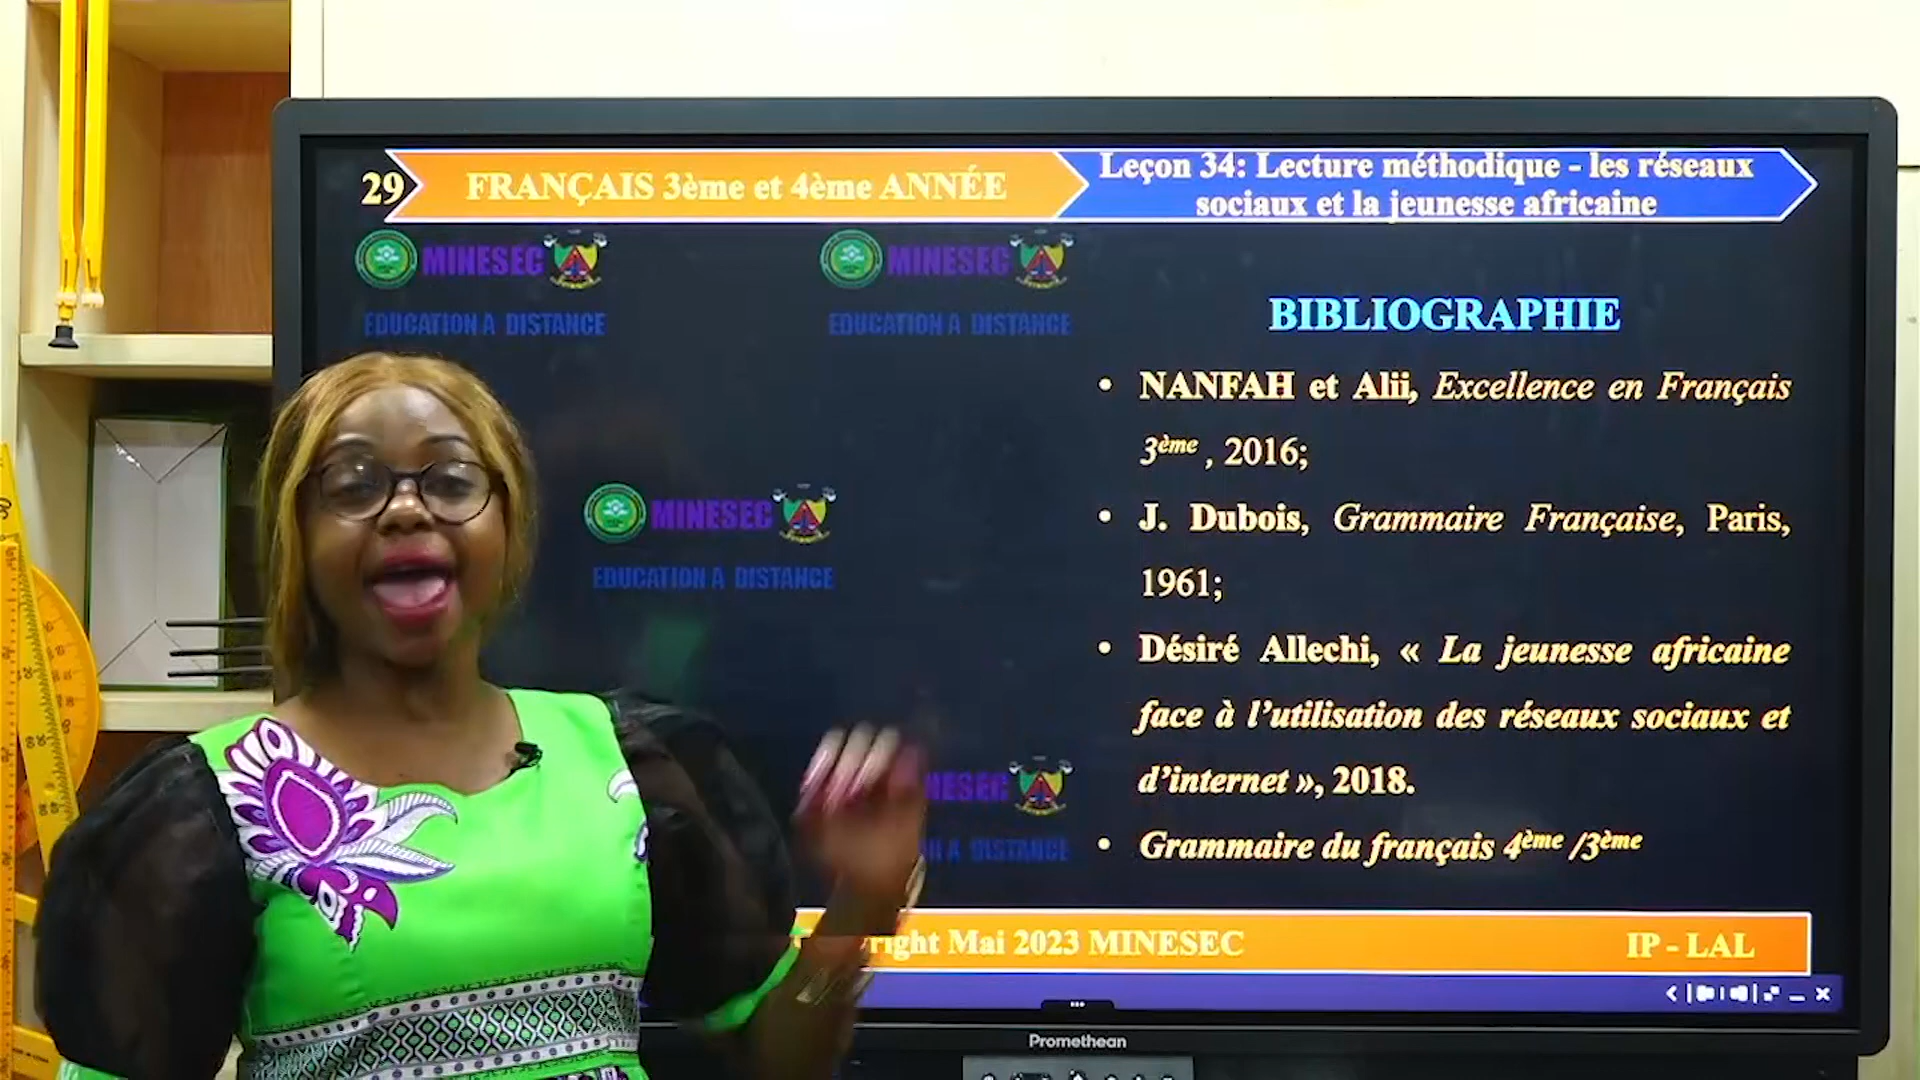 29
FRANÇAIS 3ème et 4ème ANNÉE
Leçon 34: Lecture méthodique - les réseaux
sociaux et la jeunesse africaine
MINESEC
EDUCATION A DISTANCE
MINESEC
EDUCATION A DISTANCE
MINESEC
EDUCATION A DISTANCE
BIBLIOGRAPHIE
• NANFAH et Alii, Excellence en Français
3ème , 2016;
• J. Dubois, Grammaire Française, Paris,
1961;
• Désiré Allechi, « La jeunesse africaine
face à l’utilisation des réseaux sociaux et
d’internet », 2018.
• Grammaire du français 4ème /3ème
NESEC
A DISTANCE
right Mai 2023 MINESEC
IP - LAL
Promethean